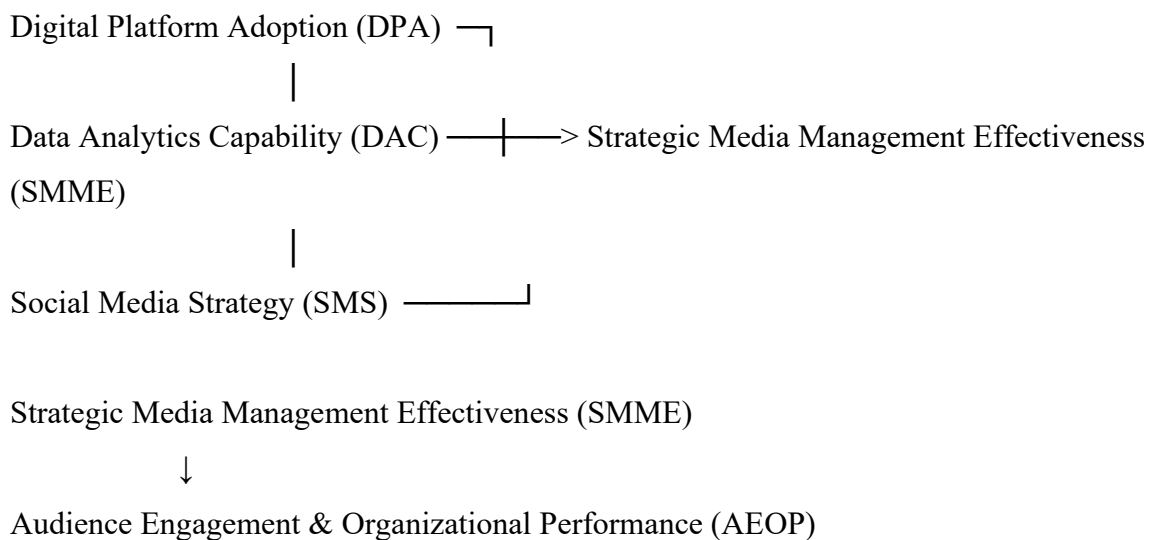 Digital Platform Adoption (DPA) ─┐
│
Data Analytics Capability (DAC) ──┼──> Strategic Media Management Effectiveness
(SMME)
│
Social Media Strategy (SMS) ────┘
Strategic Media Management Effectiveness (SMME)
↓
Audience Engagement & Organizational Performance (AEOP)